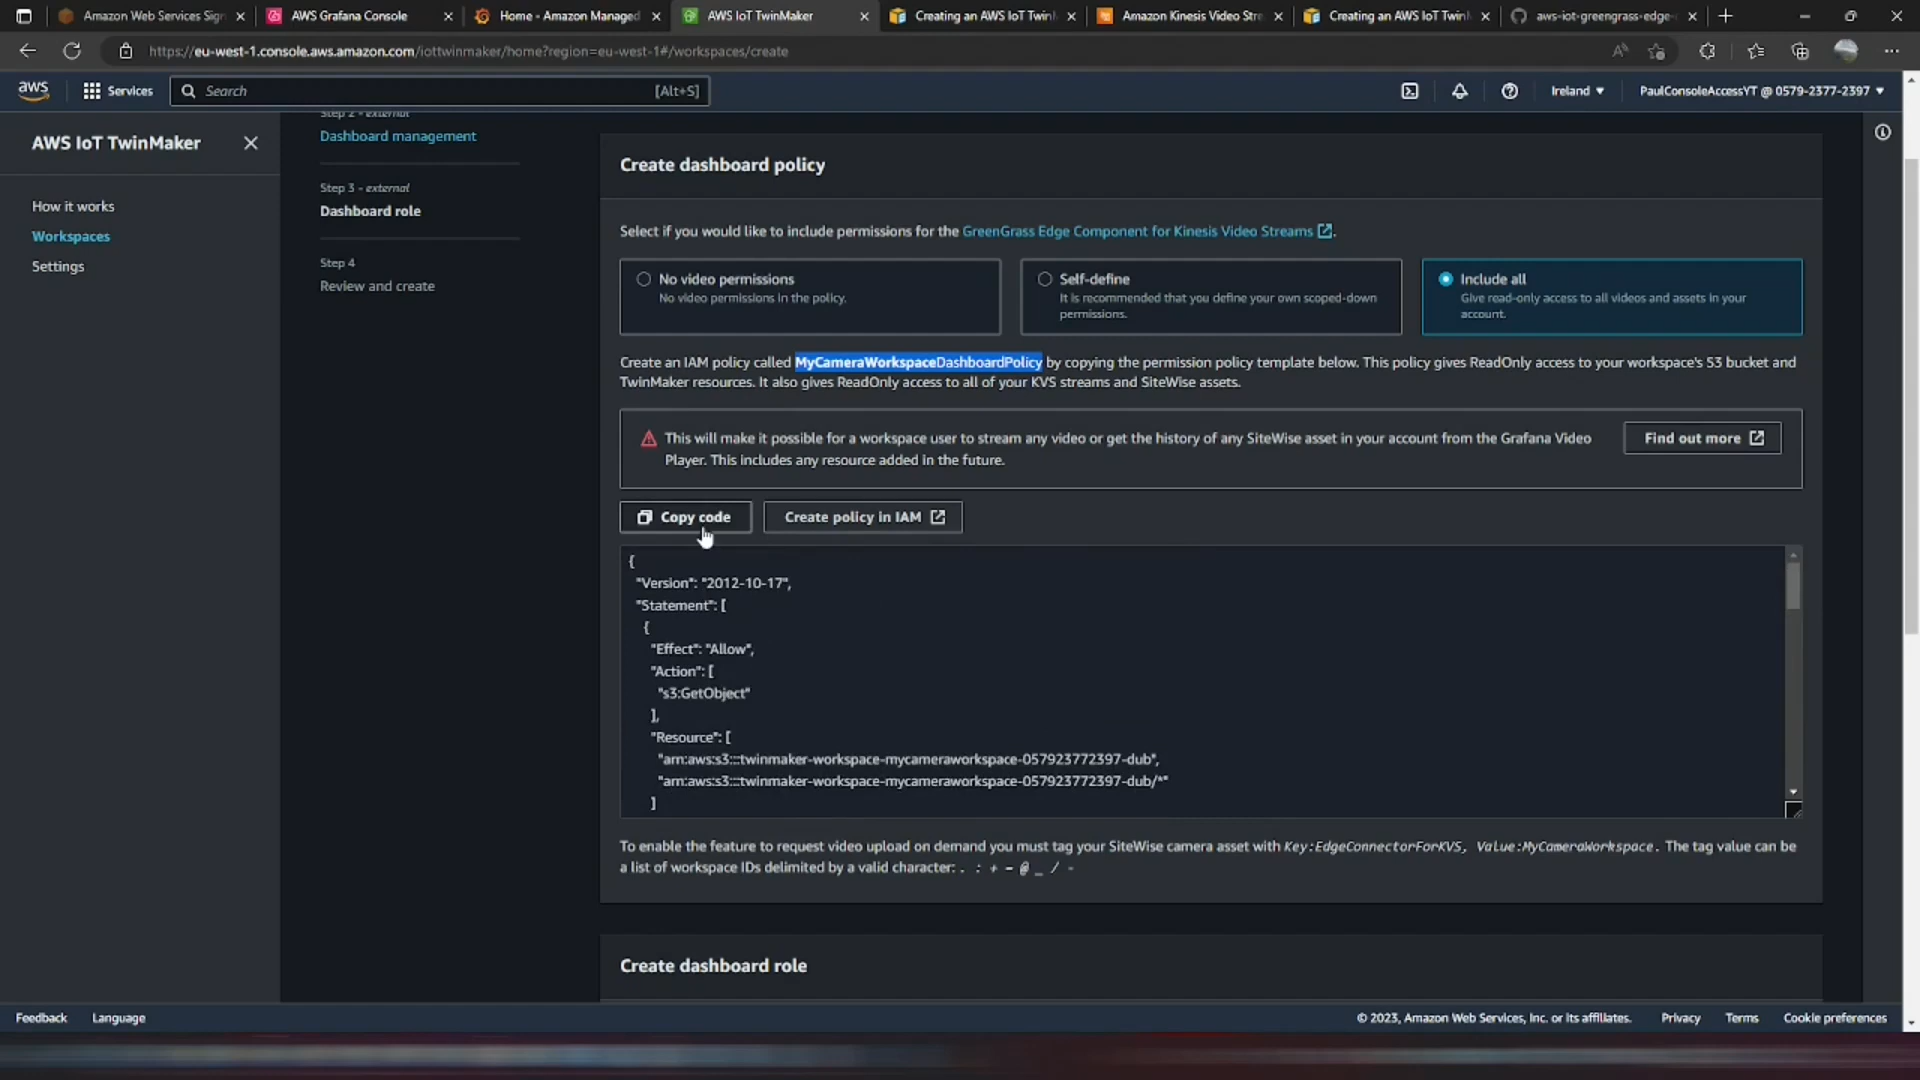 Amazon Web Services Sign
AWS Grafana Console
Home - Amazon Managed
AWS IoT TwinMaker
Creating an AWS IoT Twin
Amazon Kinesis Video Stre
Creating an AWS IoT Twin
aws-iot-greengrass-edge-
https://eu-west-1.console.aws.amazon.com/iottwinmaker/home?region=eu-west-1#/workspaces/create
aws
Services
Search
[Alt+S]
Ireland
PaulConsoleAccessYT @ 0579-2377-2397
AWS IoT TwinMaker
How it works
Workspaces
Settings
Step 2 - external
Dashboard management
Step 3 - external
Dashboard role
Step 4
Review and create
Create dashboard policy
Select if you would like to include permissions for the GreenGrass Edge Component for Kinesis Video Streams.
No video permissions
No video permissions in the policy.
Self-define
It is recommended that you define your own scoped-down
permissions.
Include all
Give read-only access to all videos and assets in your
account.
Create an IAM policy called MyCameraWorkspaceDashboardPolicy by copying the permission policy template below. This policy gives ReadOnly access to your workspace's S3 bucket and
TwinMaker resources. It also gives ReadOnly access to all of your KVS streams and SiteWise assets.
This will make it possible for a workspace user to stream any video or get the history of any SiteWise asset in your account from the Grafana Video
Player. This includes any resource added in the future.
Find out more
Copy code
Create policy in IAM
{
"Version": "2012-10-17",
"Statement": [
{
"Effect": "Allow",
"Action": [
"s3:GetObject"
],
"Resource": [
"arn:aws:s3:::twinmaker-workspace-mycameraworkspace-057923772397-dub",
"arn:aws:s3:::twinmaker-workspace-mycameraworkspace-057923772397-dub/*"
]
To enable the feature to request video upload on demand you must tag your SiteWise camera asset with Key:EdgeConnectorForKVS, Value:MyCameraWorkspace. The tag value can be
a list of workspace IDs delimited by a valid character: . : + = @ _ / -
Create dashboard role
Feedback
Language
© 2023, Amazon Web Services, Inc. or its affiliates.
Privacy
Terms
Cookie preferences